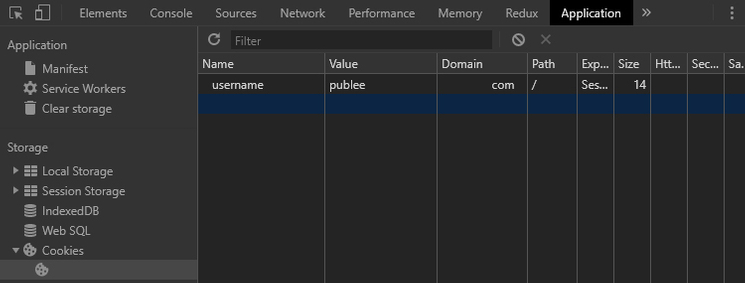 Elements Console Sources Network Performance Memory Redux Application »
Application
Manifest
Service Workers
Clear storage
Storage
Local Storage
Session Storage
IndexedDB
Web SQL
Cookies
Filter
Name Value Domain Path Exp... Size Htt... Sec... Sa...
username publee com / Ses... 14